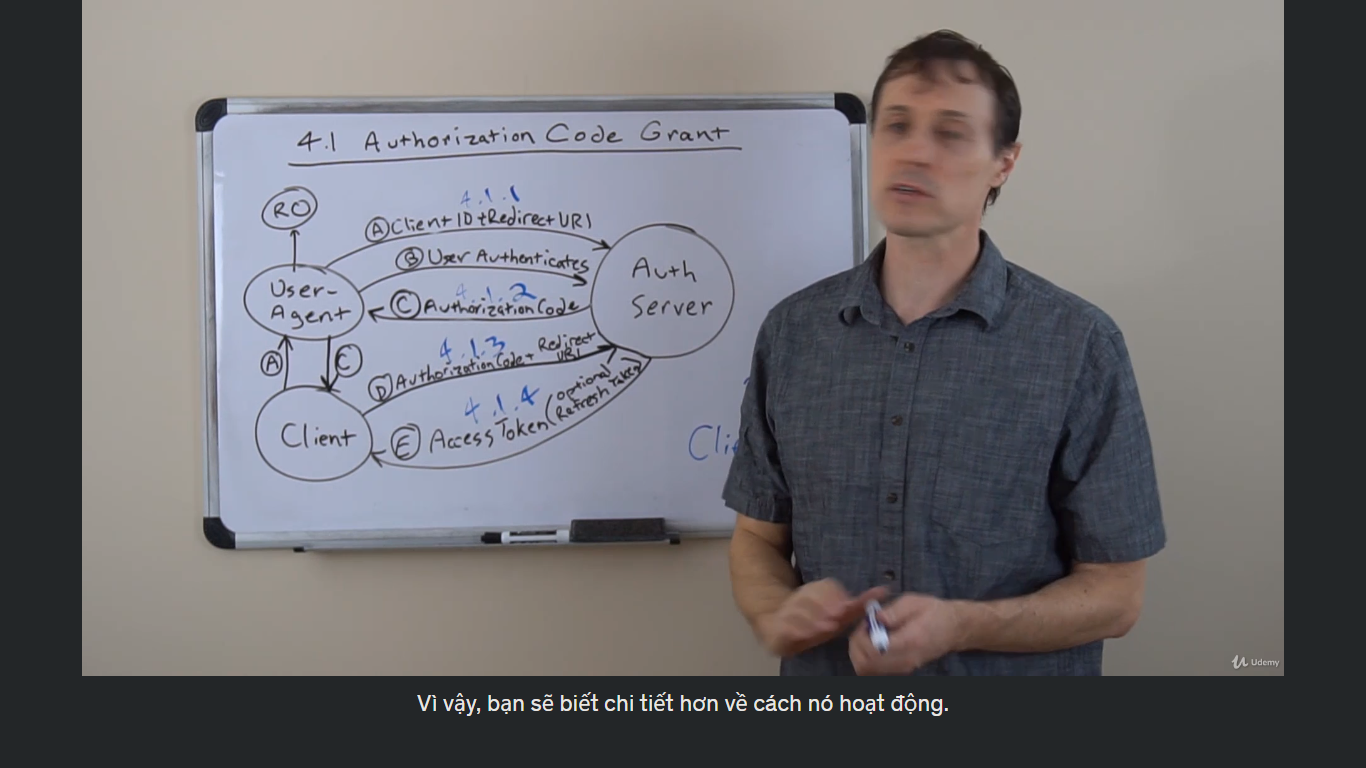 4.1 Authorization Code Grant
RO
4.1.1
A Client ID + Redirect URI
B User Authenticates
User-
Agent
4.1.2
C Authorization Code
Auth
Server
A
C
4.1.3
D Authorization Code + Redirect
URI
4.1.4
E Access Token (optional
Refresh Token)
Client
Cli
Udemy
Vì vậy, bạn sẽ biết chi tiết hơn về cách nó hoạt động.